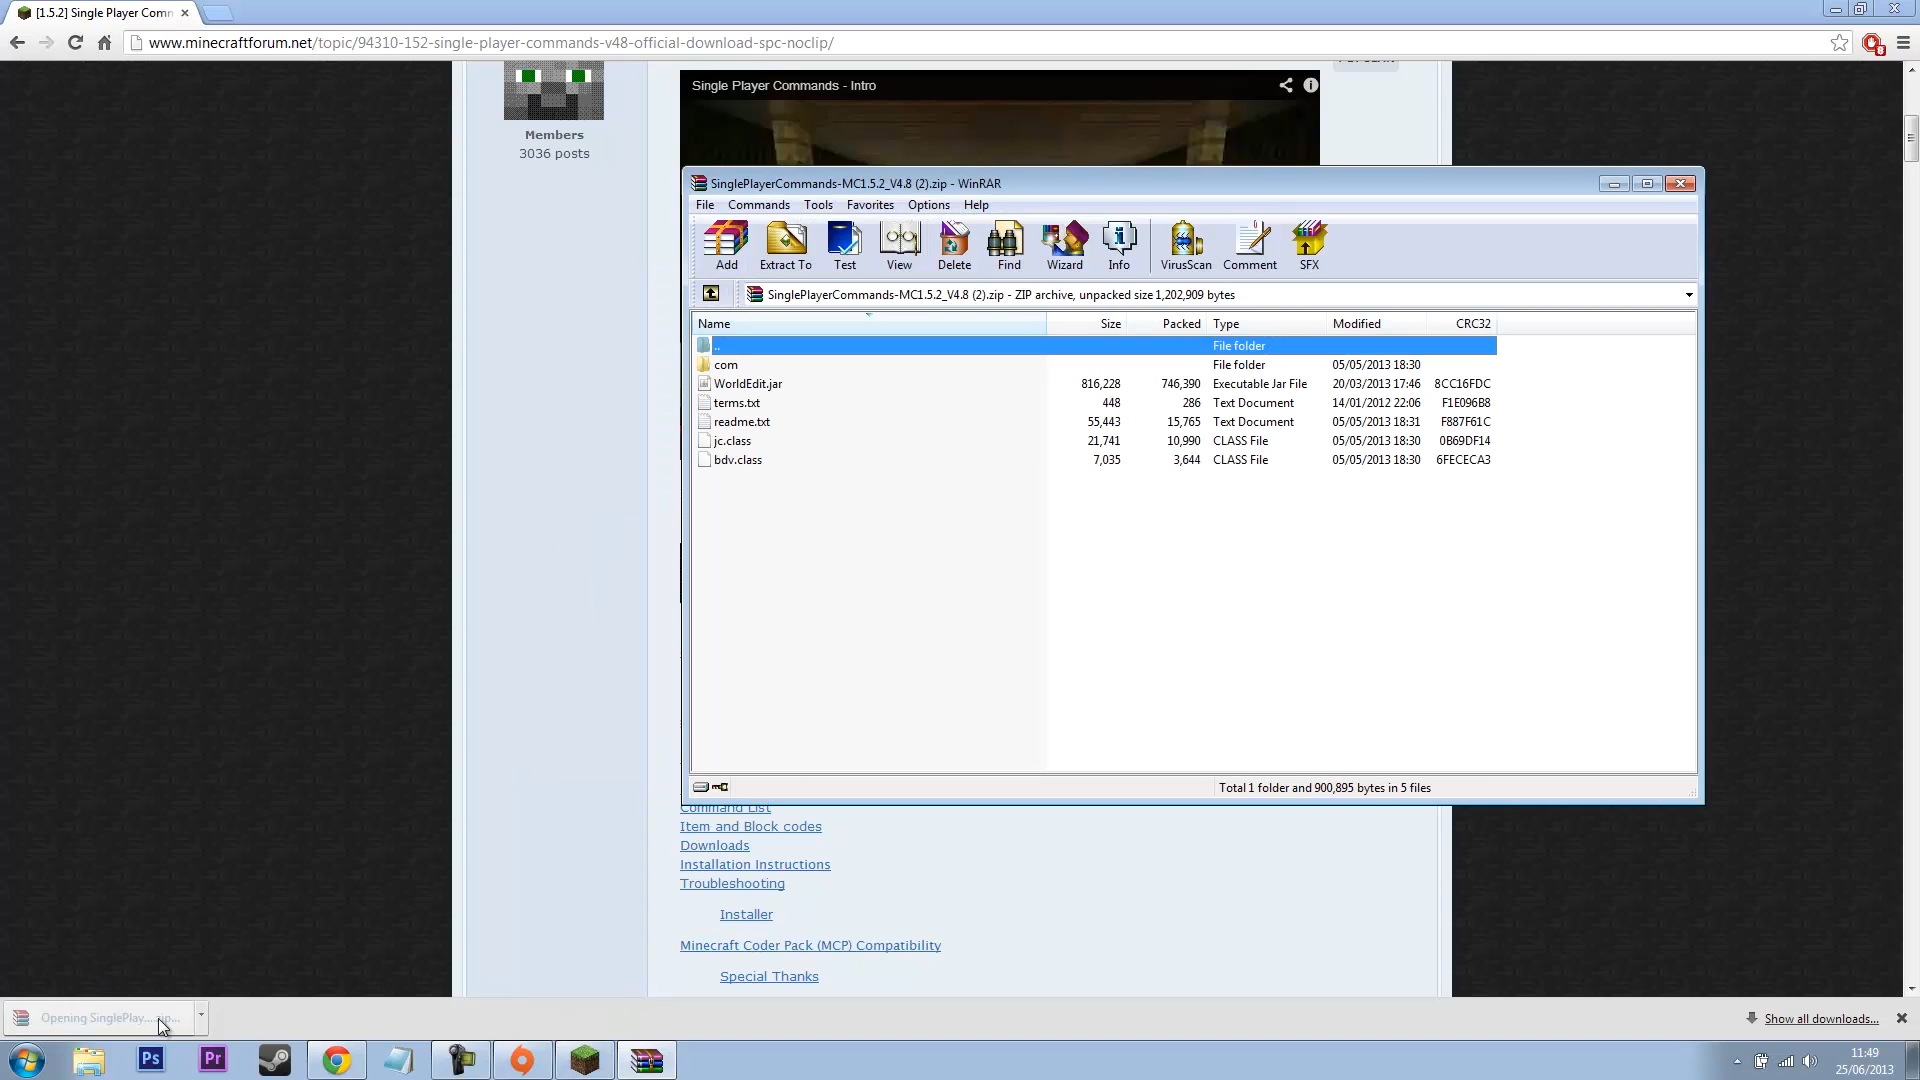 [1.5.2] Single Player Comm
www.minecraftforum.net/topic/94310-152-single-player-commands-v48-official-download-spc-noclip/
Members
3036 posts
Single Player Commands - Intro
SinglePlayerCommands-MC1.5.2_V4.8 (2).zip - WinRAR
File Commands Tools Favorites Options Help
Add Extract To Test View Delete Find Wizard Info VirusScan Comment SFX
SinglePlayerCommands-MC1.5.2_V4.8 (2).zip - ZIP archive, unpacked size 1,202,909 bytes
Name Size Packed Type Modified CRC32
.. File folder
com File folder 05/05/2013 18:30
WorldEdit.jar 816,228 746,390 Executable Jar File 20/03/2013 17:46 8CC16FDC
terms.txt 448 286 Text Document 14/01/2012 22:06 F1E096B8
readme.txt 55,443 15,765 Text Document 05/05/2013 18:31 F887F61C
jc.class 21,741 10,990 CLASS File 05/05/2013 18:30 0B69DF14
bdv.class 7,035 3,644 CLASS File 05/05/2013 18:30 6FECECA3
Total 1 folder and 900,895 bytes in 5 files
Command List
Item and Block codes
Downloads
Installation Instructions
Troubleshooting
Installer
Minecraft Coder Pack (MCP) Compatibility
Special Thanks
Opening SinglePlay....zip...
Show all downloads...
Ps Pr
11:49
25/06/2013